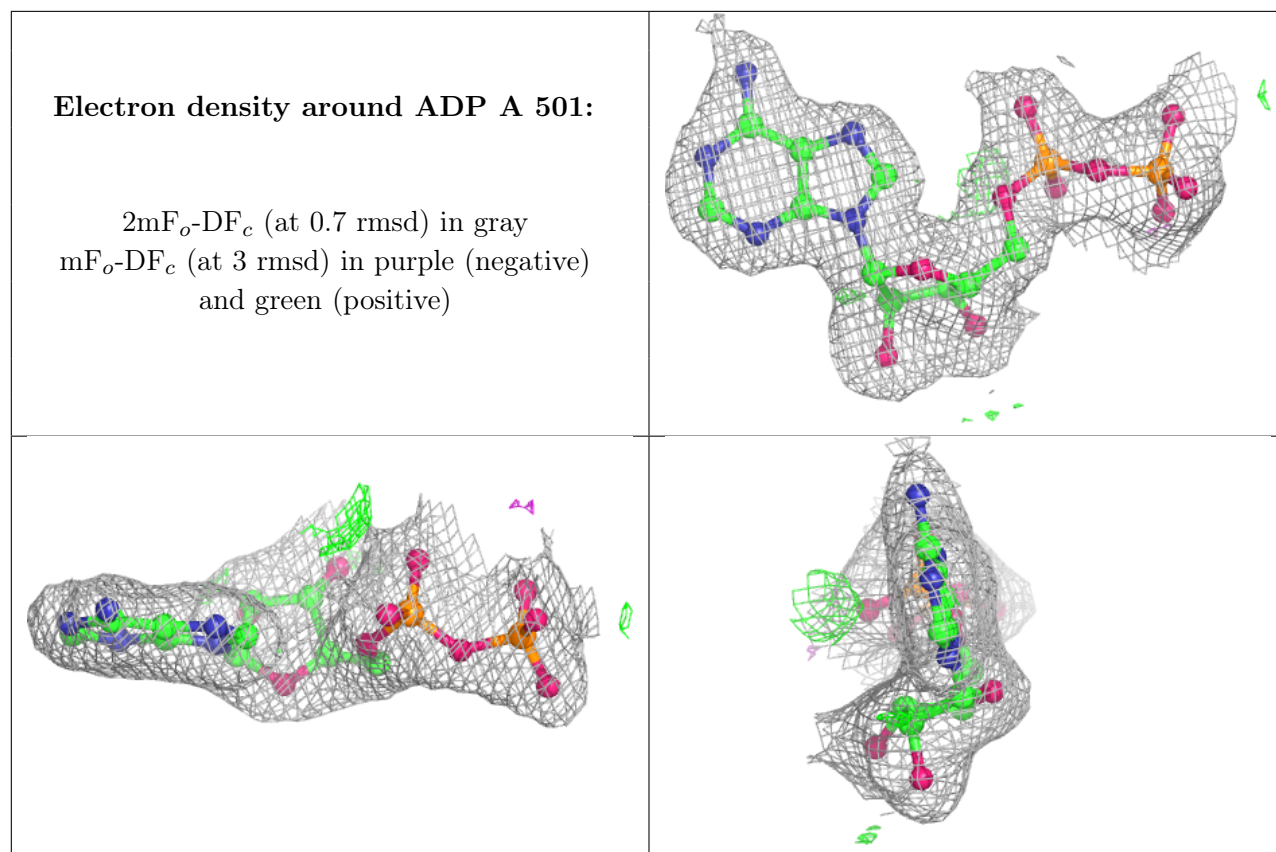 Electron density around ADP A 501:
2mFo-DFc (at 0.7 rmsd) in gray
mFo-DFc (at 3 rmsd) in purple (negative)
and green (positive)